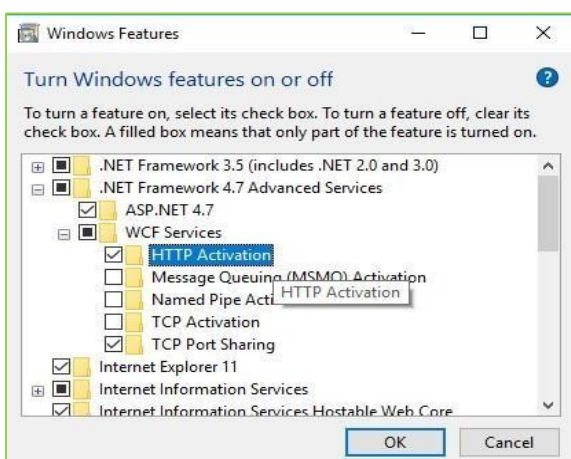 Windows Features
Turn Windows features on or off
To turn a feature on, select its check box. To turn a feature off, clear its
check box. A filled box means that only part of the feature is turned on.
.NET Framework 3.5 (includes .NET 2.0 and 3.0)
.NET Framework 4.7 Advanced Services
ASP.NET 4.7
WCF Services
HTTP Activation
Message Queuing (MSMQ) Activation
Named Pipe Acti
HTTP Activation
TCP Activation
TCP Port Sharing
Internet Explorer 11
Internet Information Services
Internet Information Services Hostable Web Core
OK Cancel